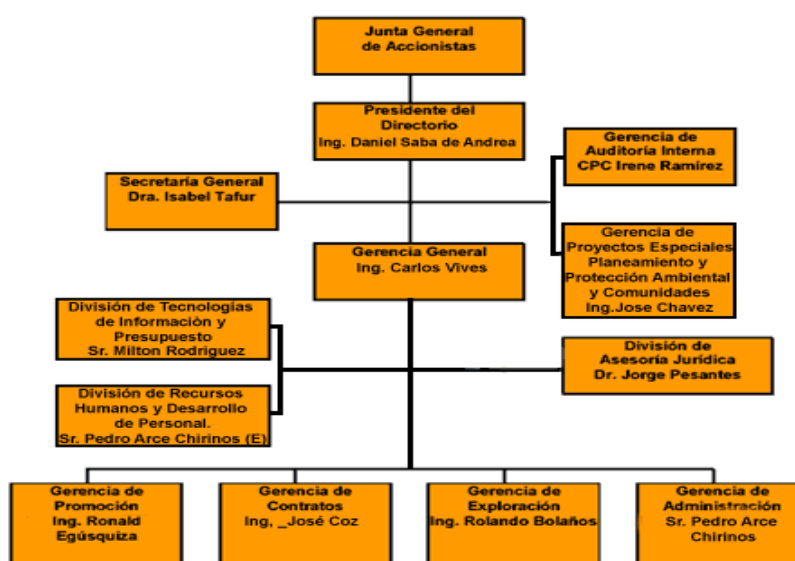 Junta General
de Accionistas
Presidente del
Directorio
Ing. Daniel Saba de Andrea
Gerencia de
Auditoría Interna
CPC Irene Ramírez
Secretaría General
Dra. Isabel Tafur
Gerencia de
Proyectos Especiales
Planeamiento y
Protección Ambiental
y Comunidades
Ing.Jose Chavez
Gerencia General
Ing. Carlos Vives
División de Tecnologías
de Informaciòn y
Presupuesto
Sr. Milton Rodriguez
División de
Asesoría Jurídica
Dr. Jorge Pesantes
División de Recursos
Humanos y Desarrollo
de Personal.
Sr. Pedro Arce Chirinos (E)
Gerencia de
Promoción
Ing. Ronald
Egúsquiza
Gerencia de
Contratos
Ing, _José Coz
Gerencia de
Exploración
Ing. Rolando Bolaños
Gerencia de
Administración
Sr. Pedro Arce
Chirinos